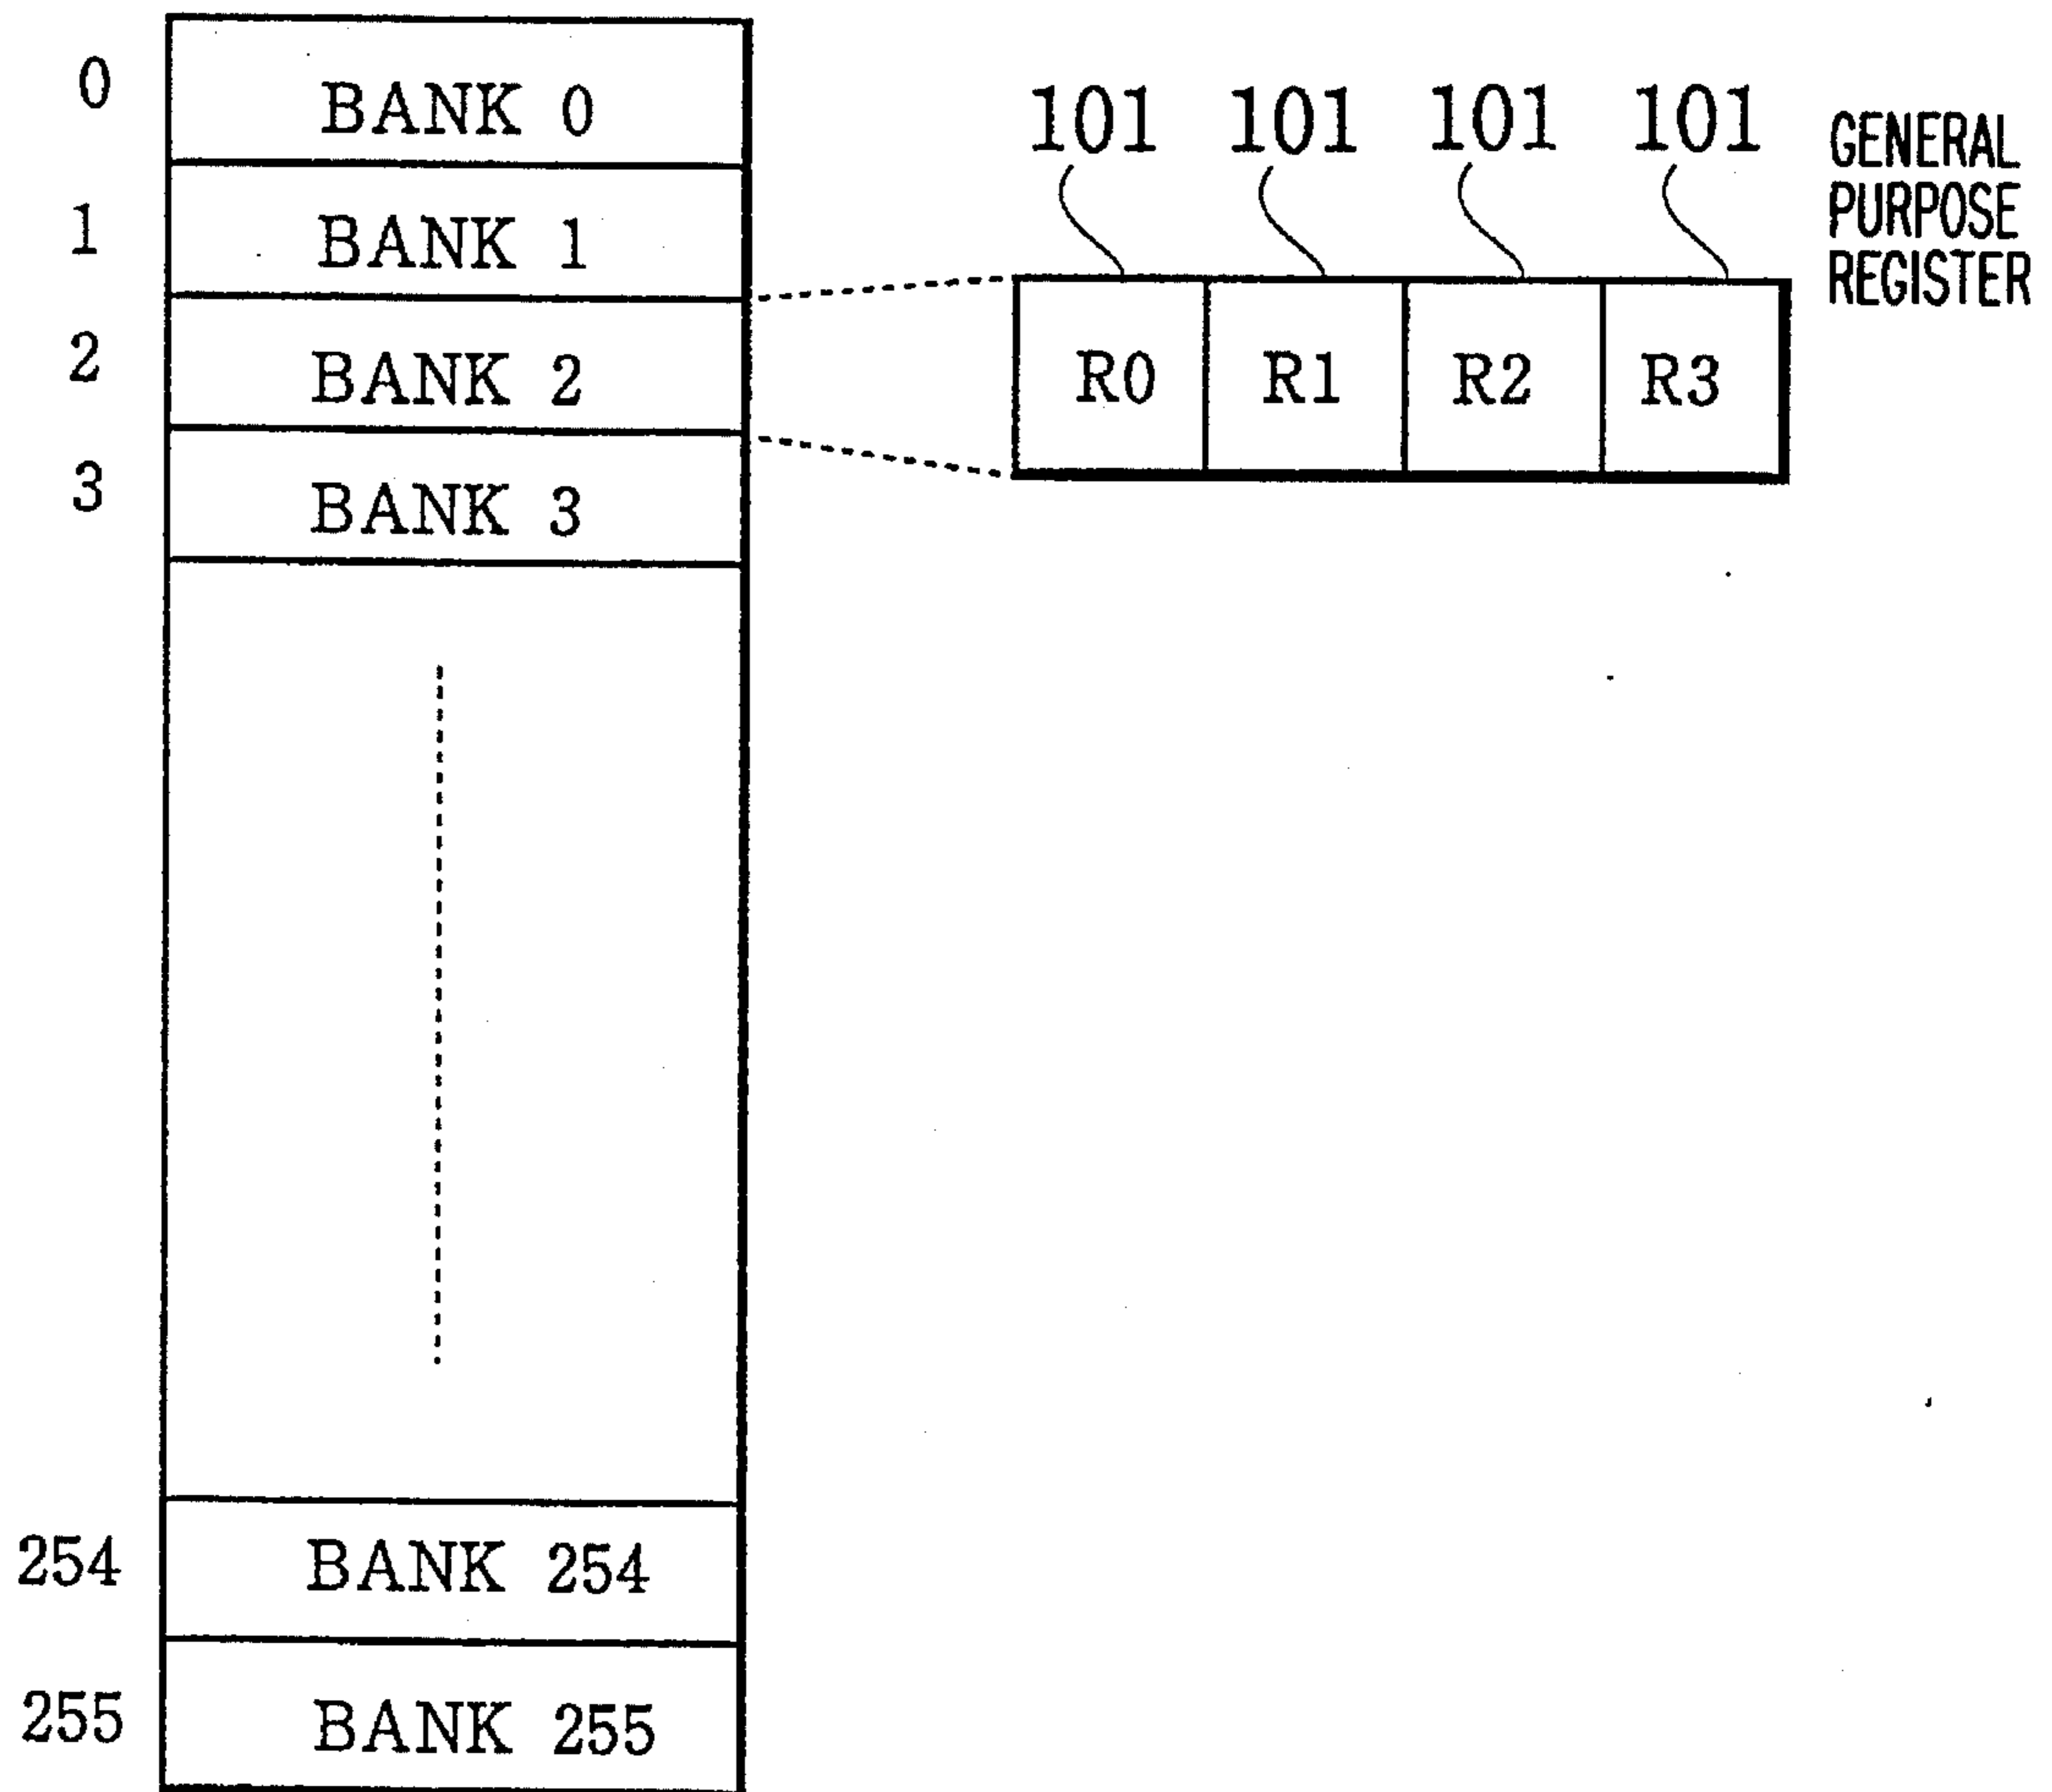 0 BANK 0
1 BANK 1
2 BANK 2
3 BANK 3
254 BANK 254
255 BANK 255
101 101 101 101
GENERAL
PURPOSE
REGISTER
R0 R1 R2 R3